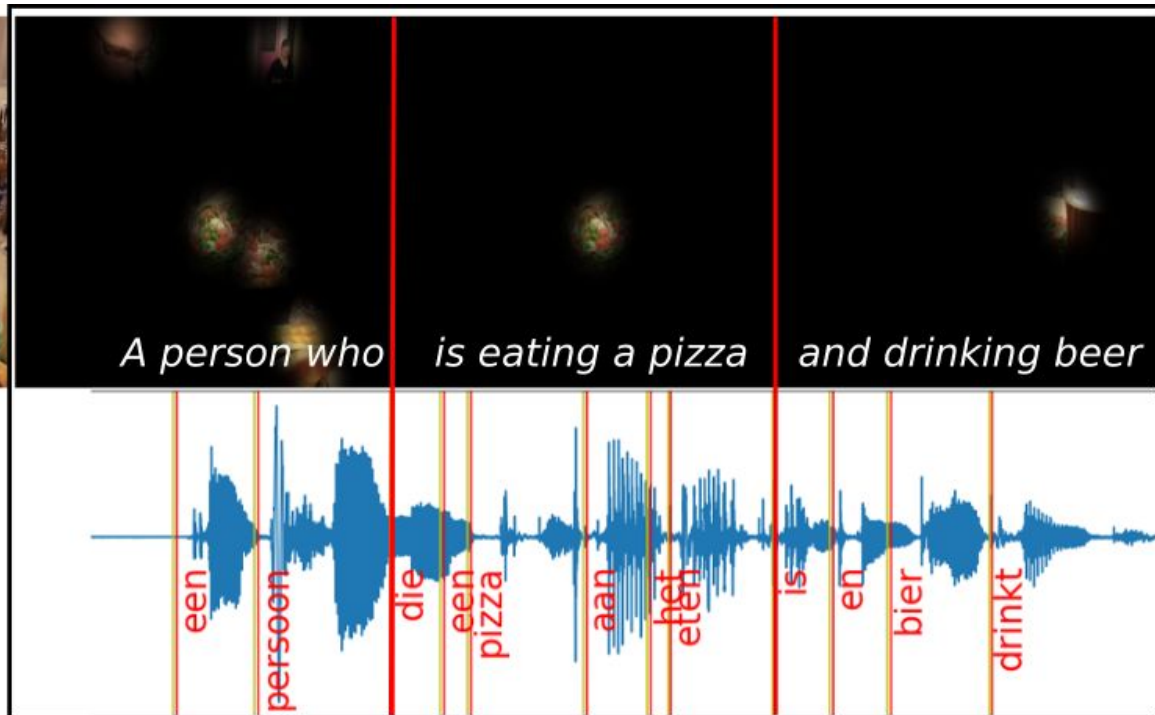 A person who
is eating a pizza
and drinking beer
een
persoon
die
een
pizza
aan
het
eten
is
en
bier
drinkt